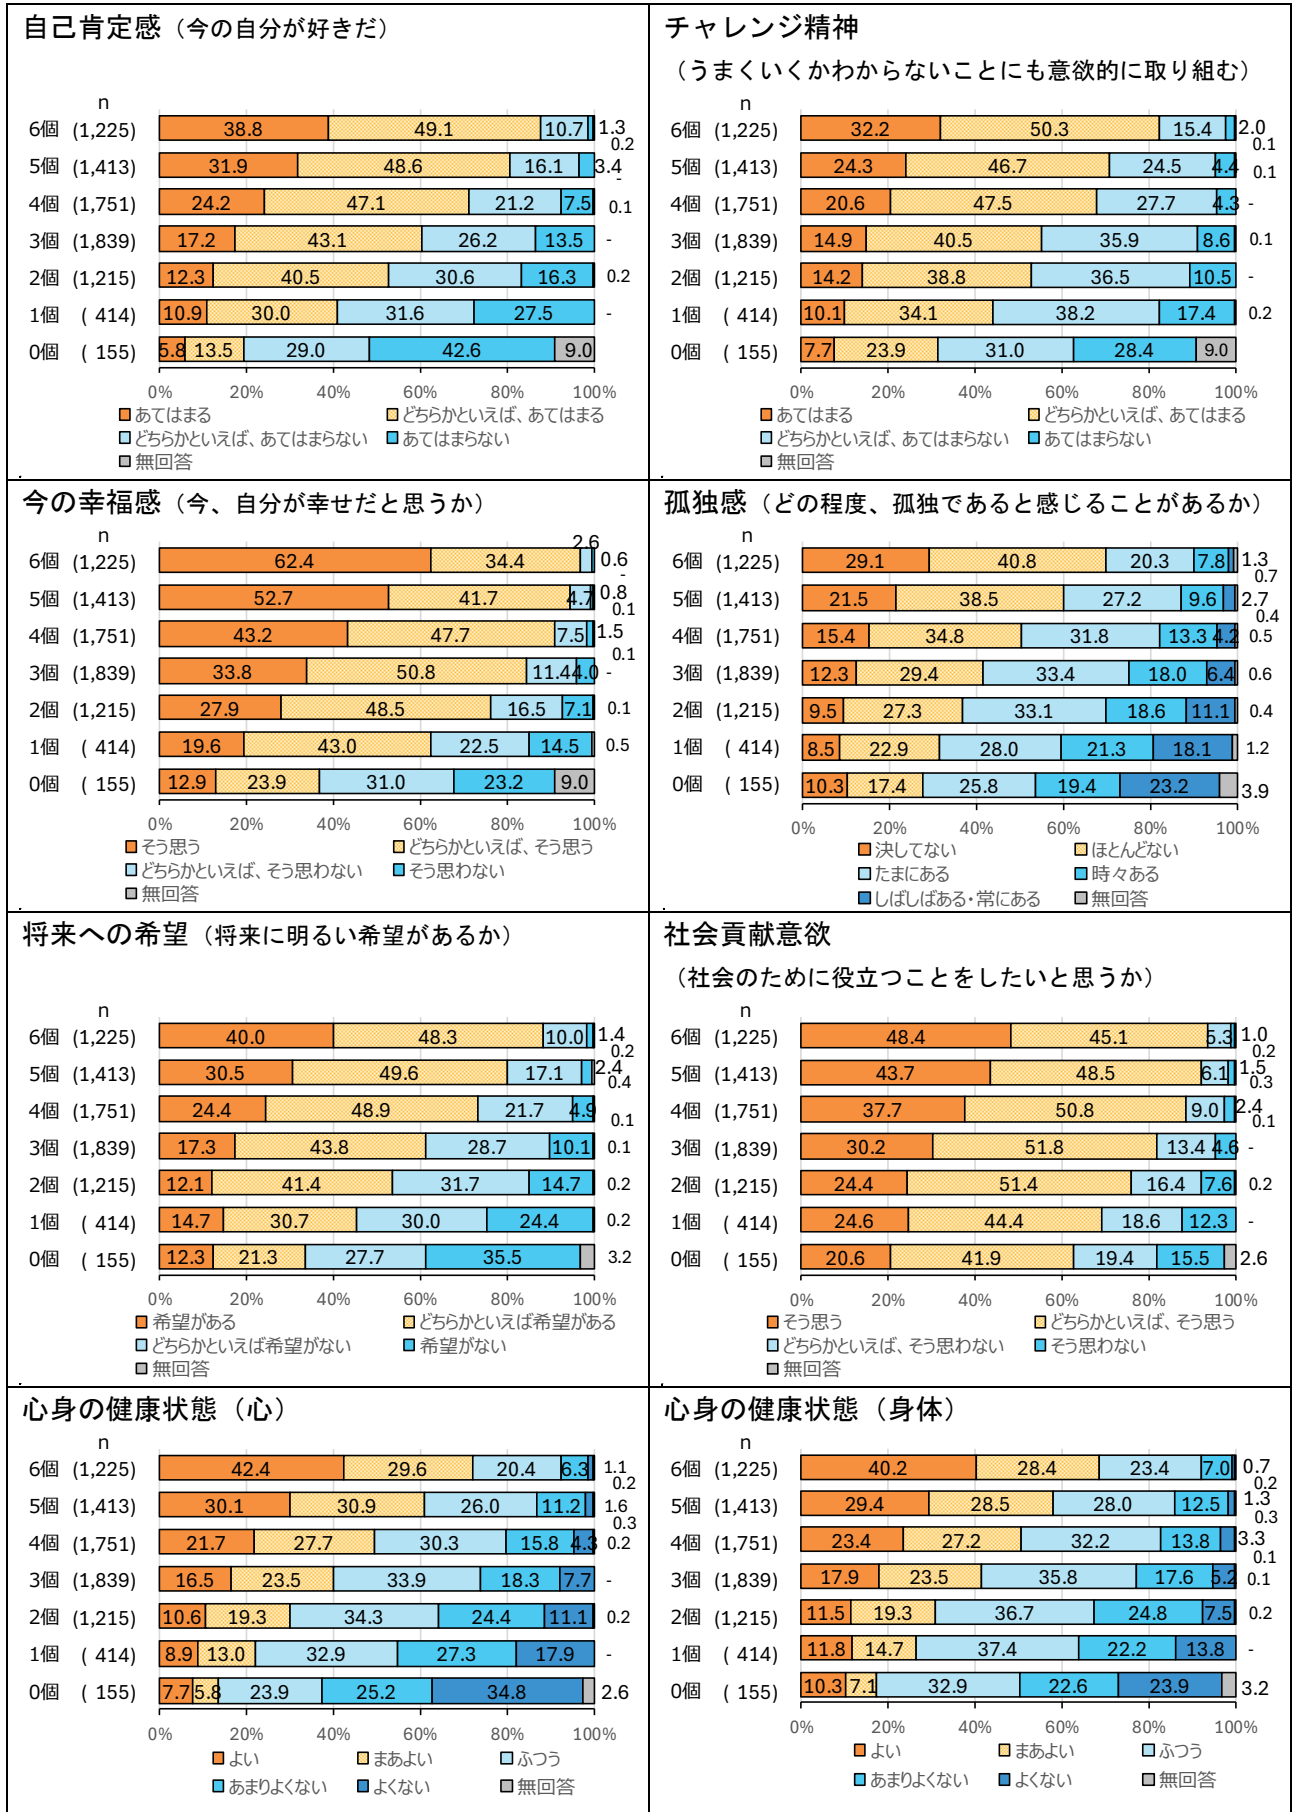 自己肯定感（今の自分が好きだ）
n
6個 (1,225) 38.8 49.1 10.7 1.3 0.2
5個 (1,413) 31.9 48.6 16.1 3.4 -
4個 (1,751) 24.2 47.1 21.2 7.5 0.1
3個 (1,839) 17.2 43.1 26.2 13.5 -
2個 (1,215) 12.3 40.5 30.6 16.3 0.2
1個 ( 414) 10.9 30.0 31.6 27.5 -
0個 ( 155) 5.8 13.5 29.0 42.6 9.0
0% 20% 40% 60% 80% 100%
あてはまる どちらかといえば、あてはまる
どちらかといえば、あてはまらない あてはまらない
無回答
チャレンジ精神
（うまくいくかわからないことにも意欲的に取り組む）
n
6個 (1,225) 32.2 50.3 15.4 2.0 0.1
5個 (1,413) 24.3 46.7 24.5 4.4 0.1
4個 (1,751) 20.6 47.5 27.7 4.3 -
3個 (1,839) 14.9 40.5 35.9 8.6 0.1
2個 (1,215) 14.2 38.8 36.5 10.5 -
1個 ( 414) 10.1 34.1 38.2 17.4 0.2
0個 ( 155) 7.7 23.9 31.0 28.4 9.0
0% 20% 40% 60% 80% 100%
あてはまる どちらかといえば、あてはまる
どちらかといえば、あてはまらない あてはまらない
無回答
今の幸福感（今、自分が幸せだと思うか）
n
6個 (1,225) 62.4 34.4 2.6 0.6 -
5個 (1,413) 52.7 41.7 4.7 0.8 0.1
4個 (1,751) 43.2 47.7 7.5 1.5 0.1
3個 (1,839) 33.8 50.8 11.4 4.0 -
2個 (1,215) 27.9 48.5 16.5 7.1 0.1
1個 ( 414) 19.6 43.0 22.5 14.5 0.5
0個 ( 155) 12.9 23.9 31.0 23.2 9.0
0% 20% 40% 60% 80% 100%
そう思う どちらかといえば、そう思う
どちらかといえば、そう思わない そう思わない
無回答
孤独感（どの程度、孤独であると感じることがあるか）
n
6個 (1,225) 29.1 40.8 20.3 7.8 1.3 0.7
5個 (1,413) 21.5 38.5 27.2 9.6 2.7 0.4
4個 (1,751) 15.4 34.8 31.8 13.3 4.2 0.5
3個 (1,839) 12.3 29.4 33.4 18.0 6.4 0.6
2個 (1,215) 9.5 27.3 33.1 18.6 11.1 0.4
1個 ( 414) 8.5 22.9 28.0 21.3 18.1 1.2
0個 ( 155) 10.3 17.4 25.8 19.4 23.2 3.9
0% 20% 40% 60% 80% 100%
決してない ほとんどない
たまにある 時々ある
しばしばある・常にある 無回答
将来への希望（将来に明るい希望があるか）
n
6個 (1,225) 40.0 48.3 10.0 1.4 0.2
5個 (1,413) 30.5 49.6 17.1 2.4 0.4
4個 (1,751) 24.4 48.9 21.7 4.9 0.1
3個 (1,839) 17.3 43.8 28.7 10.1 0.1
2個 (1,215) 12.1 41.4 31.7 14.7 0.2
1個 ( 414) 14.7 30.7 30.0 24.4 0.2
0個 ( 155) 12.3 21.3 27.7 35.5 3.2
0% 20% 40% 60% 80% 100%
希望がある どちらかといえば希望がある
どちらかといえば希望がない 希望がない
無回答
社会貢献意欲
（社会のために役立つことをしたいと思うか）
n
6個 (1,225) 48.4 45.1 5.3 1.0 0.2
5個 (1,413) 43.7 48.5 6.1 1.5 0.3
4個 (1,751) 37.7 50.8 9.0 2.4 0.1
3個 (1,839) 30.2 51.8 13.4 4.6 -
2個 (1,215) 24.4 51.4 16.4 7.6 0.2
1個 ( 414) 24.6 44.4 18.6 12.3 -
0個 ( 155) 20.6 41.9 19.4 15.5 2.6
0% 20% 40% 60% 80% 100%
そう思う どちらかといえば、そう思う
どちらかといえば、そう思わない そう思わない
無回答
心身の健康状態（心）
n
6個 (1,225) 42.4 29.6 20.4 6.3 1.1 0.2
5個 (1,413) 30.1 30.9 26.0 11.2 1.6 0.3
4個 (1,751) 21.7 27.7 30.3 15.8 4.3 0.2
3個 (1,839) 16.5 23.5 33.9 18.3 7.7 -
2個 (1,215) 10.6 19.3 34.3 24.4 11.1 0.2
1個 ( 414) 8.9 13.0 32.9 27.3 17.9 -
0個 ( 155) 7.7 5.8 23.9 25.2 34.8 2.6
0% 20% 40% 60% 80% 100%
よい まあよい ふつう
あまりよくない よくない 無回答
心身の健康状態（身体）
n
6個 (1,225) 40.2 28.4 23.4 7.0 0.7 0.2
5個 (1,413) 29.4 28.5 28.0 12.5 1.3 0.3
4個 (1,751) 23.4 27.2 32.2 13.8 3.3 0.1
3個 (1,839) 17.9 23.5 35.8 17.6 5.2 0.1
2個 (1,215) 11.5 19.3 36.7 24.8 7.5 0.2
1個 ( 414) 11.8 14.7 37.4 22.2 13.8 -
0個 ( 155) 10.3 7.1 32.9 22.6 23.9 3.2
0% 20% 40% 60% 80% 100%
よい まあよい ふつう
あまりよくない よくない 無回答